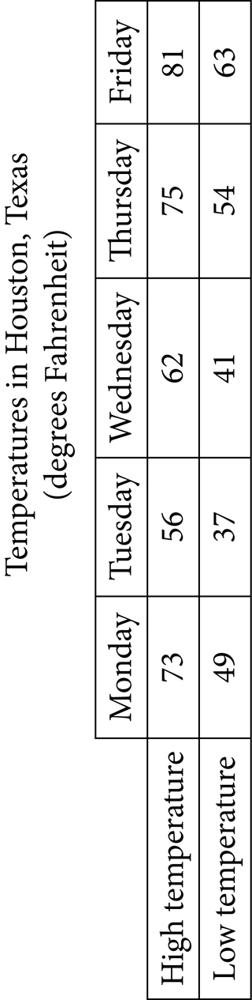 Temperatures in Houston, Texas
(degrees Fahrenheit)
Monday Tuesday Wednesday Thursday Friday
High temperature 73 56 62 75 81
Low temperature 49 37 41 54 63